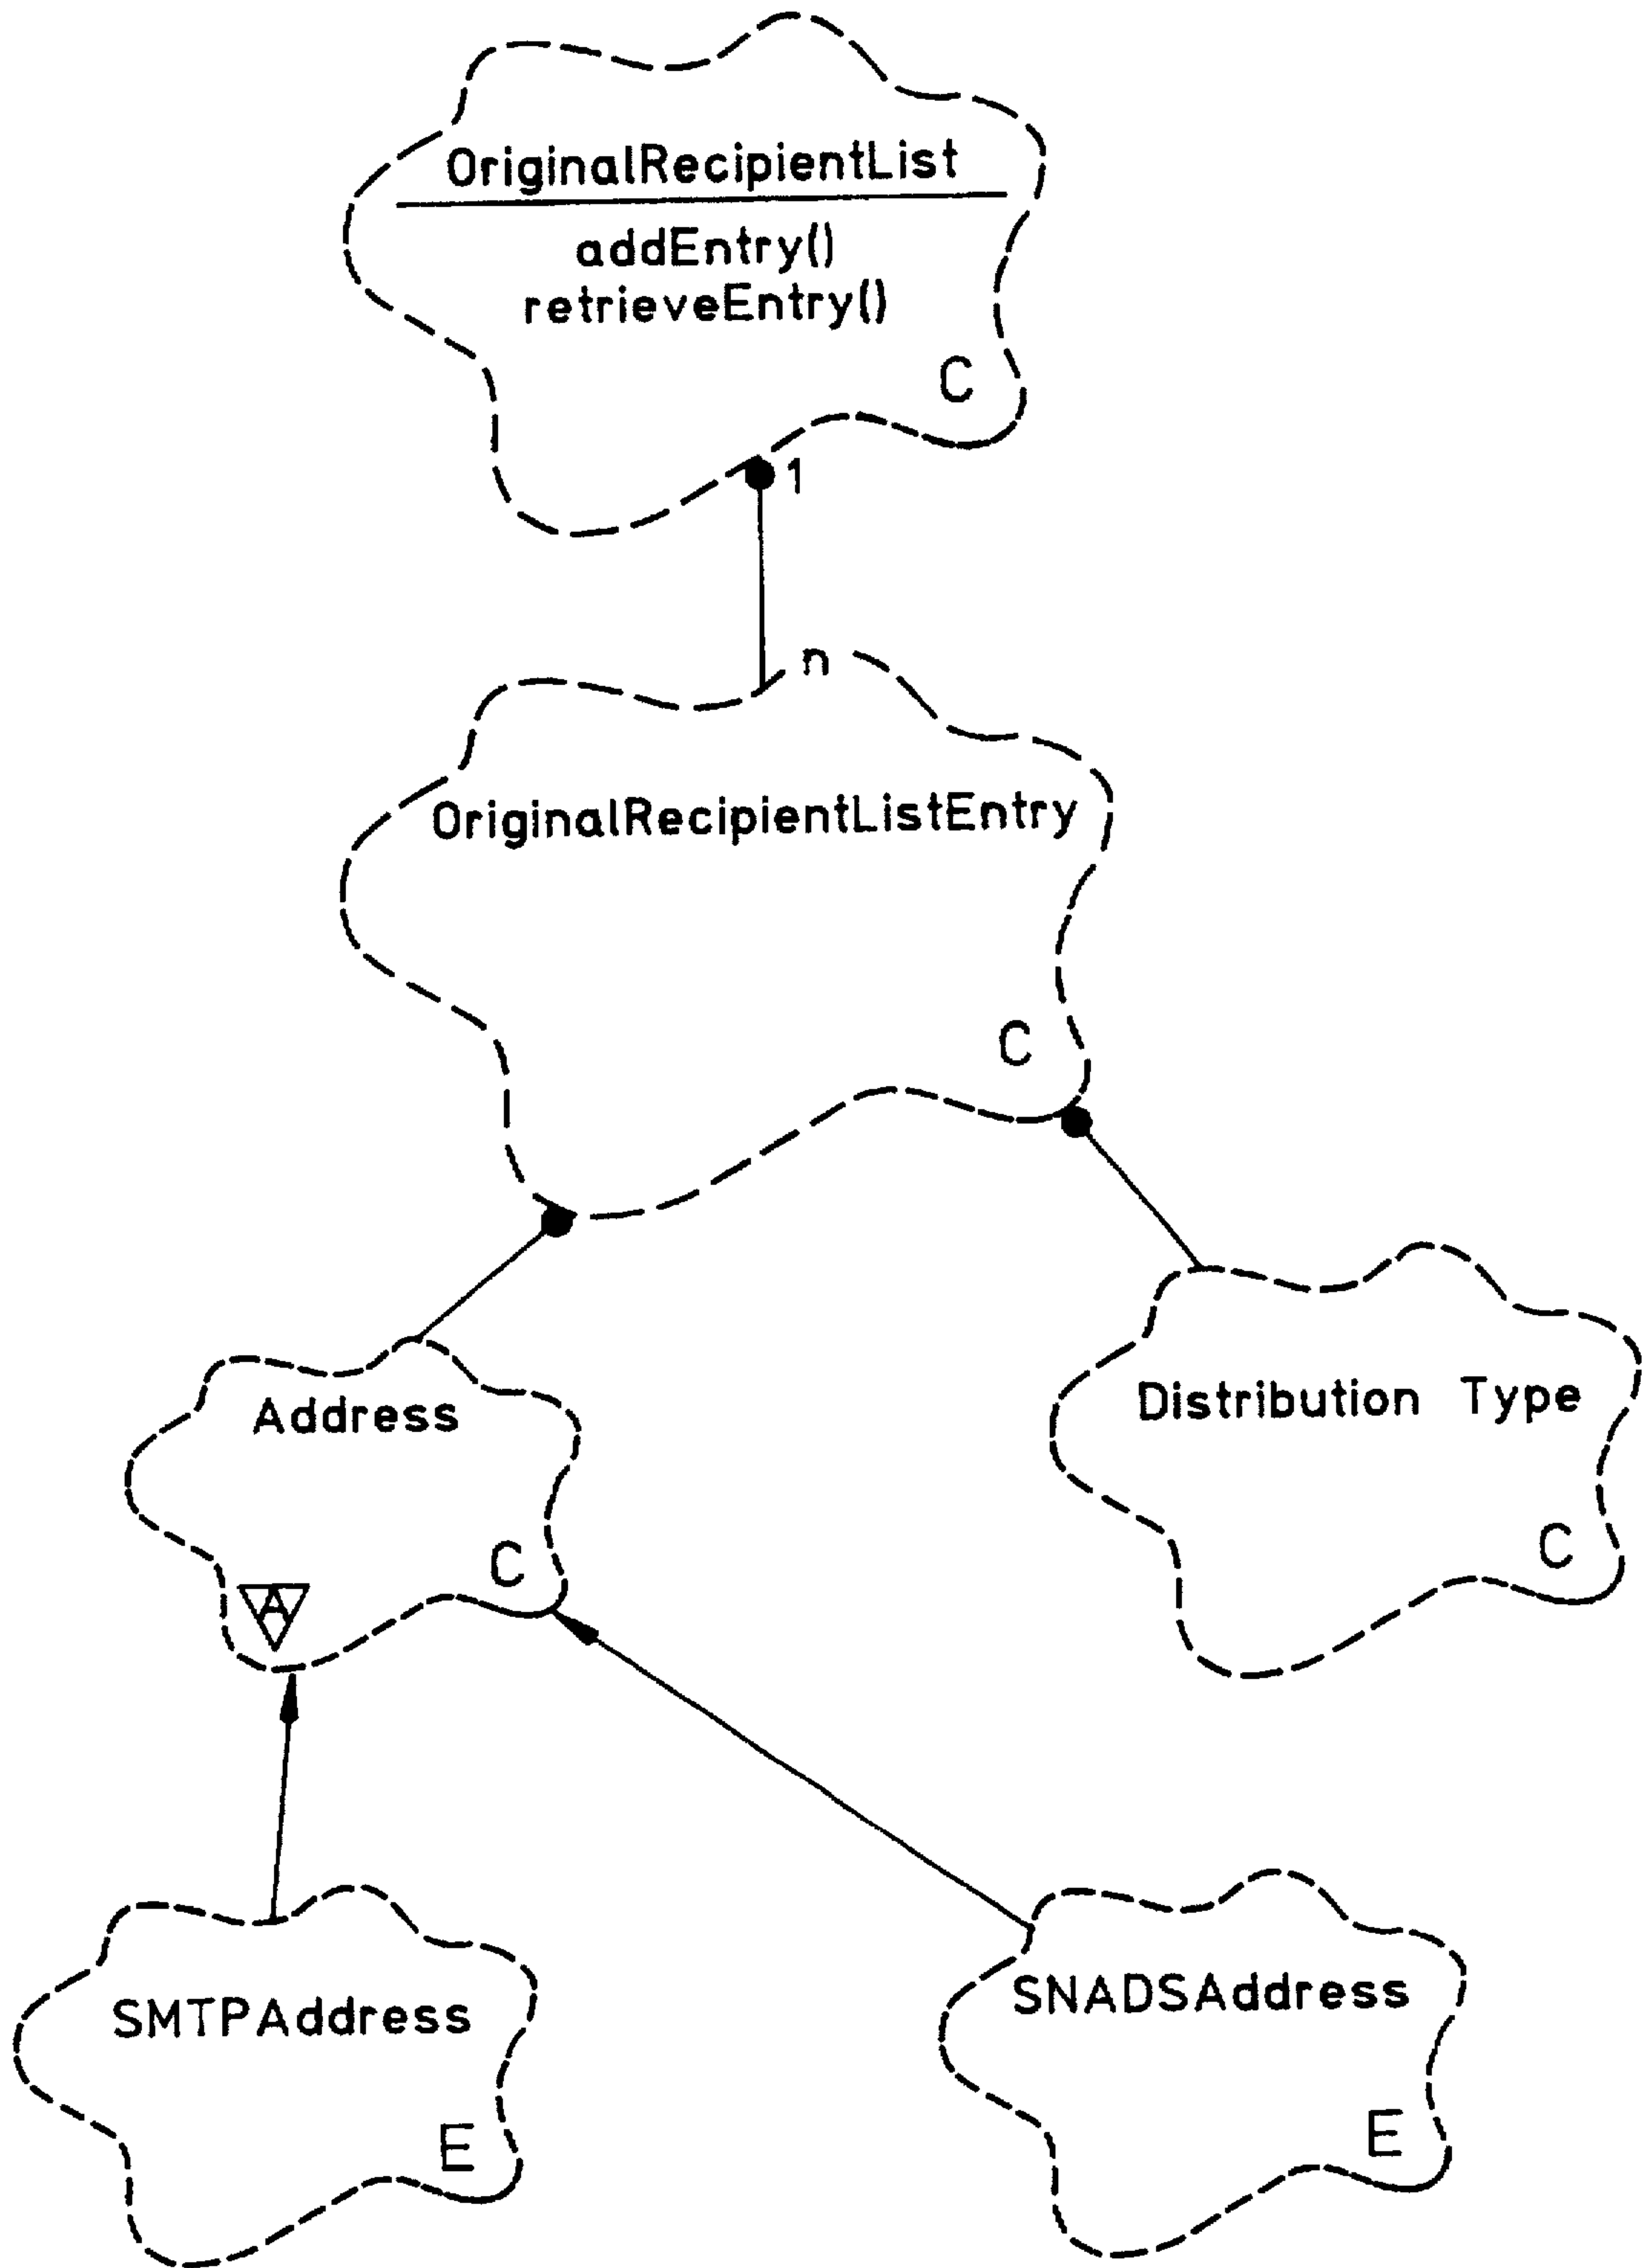 OriginalRecipientList
addEntry()
retrieveEntry()
C
1
n
OriginalRecipientListEntry
C
Address
C
A
Distribution Type
C
SMTPAddress
E
SNADSAddress
E